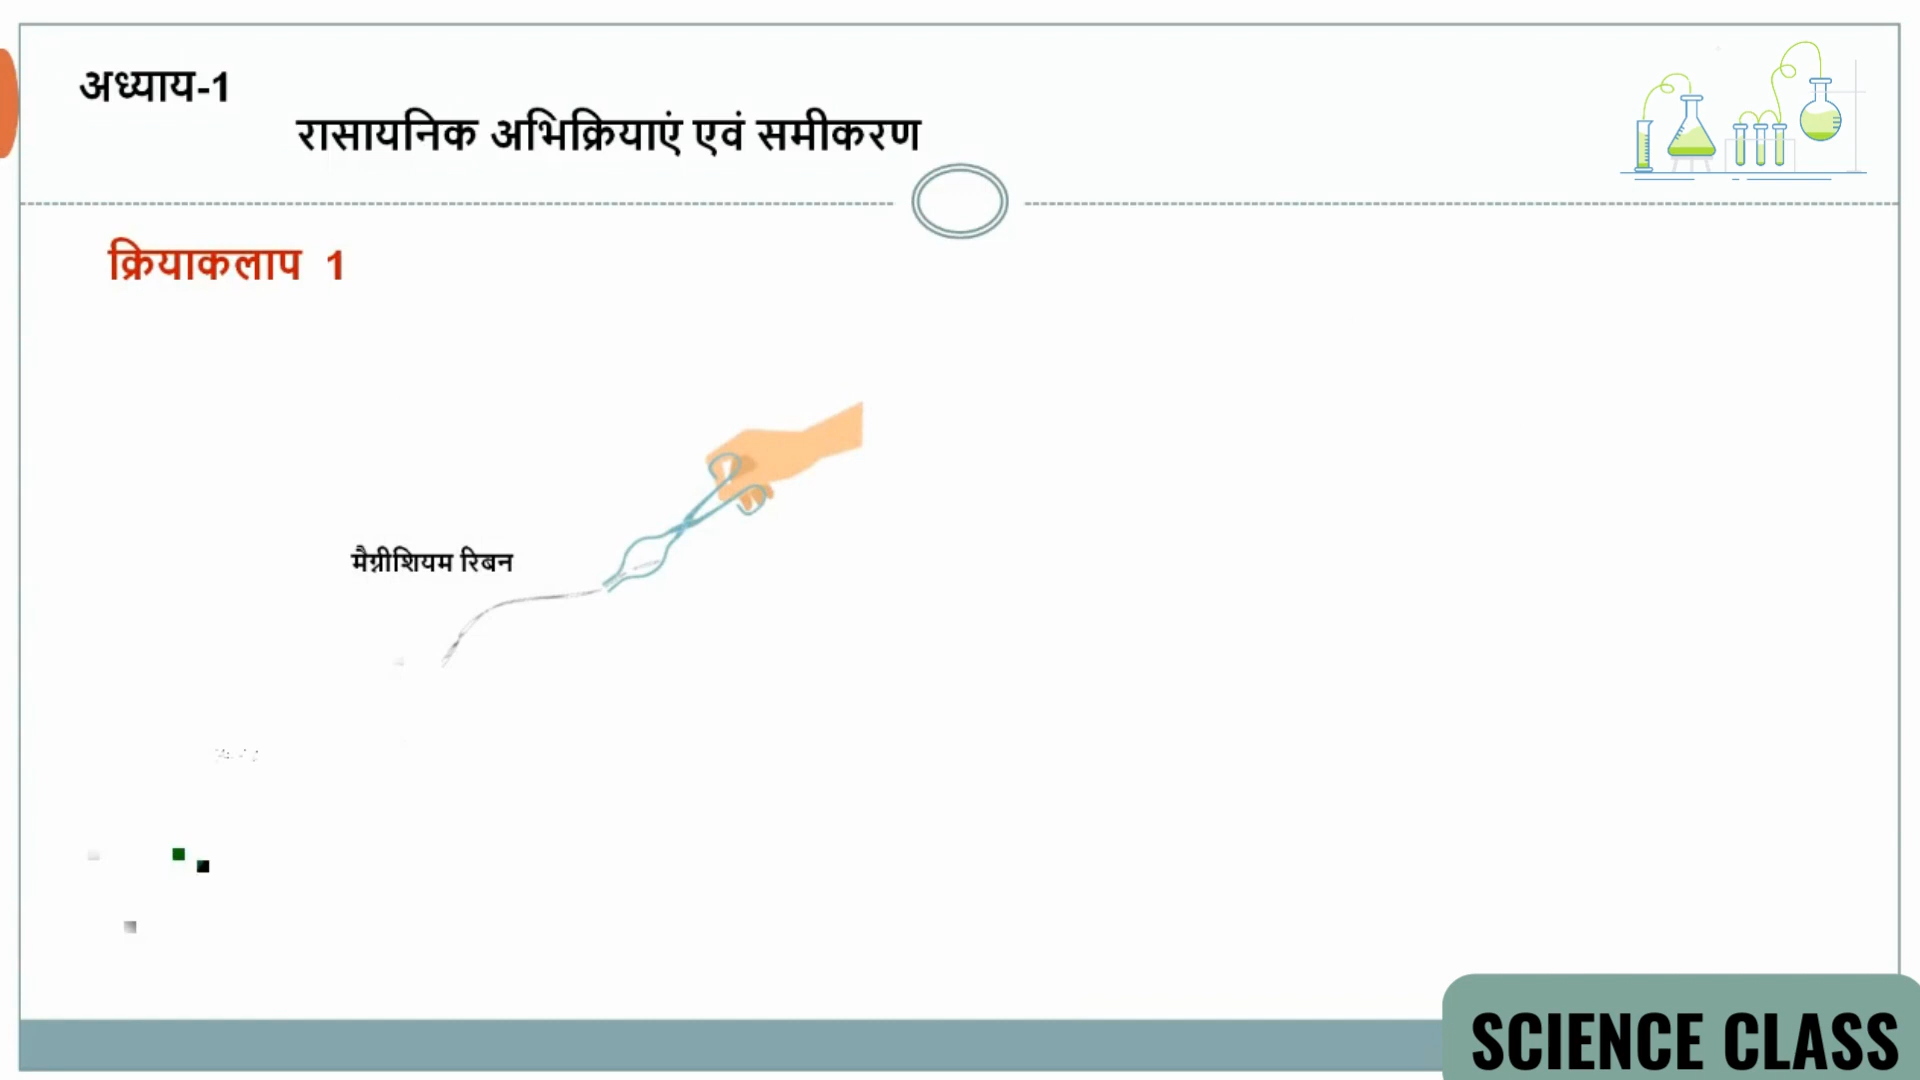 अध्याय-1
रासायनिक अभिक्रियाएं एवं समीकरण
क्रियाकलाप 1
मैग्नीशियम रिबन
SCIENCE CLASS